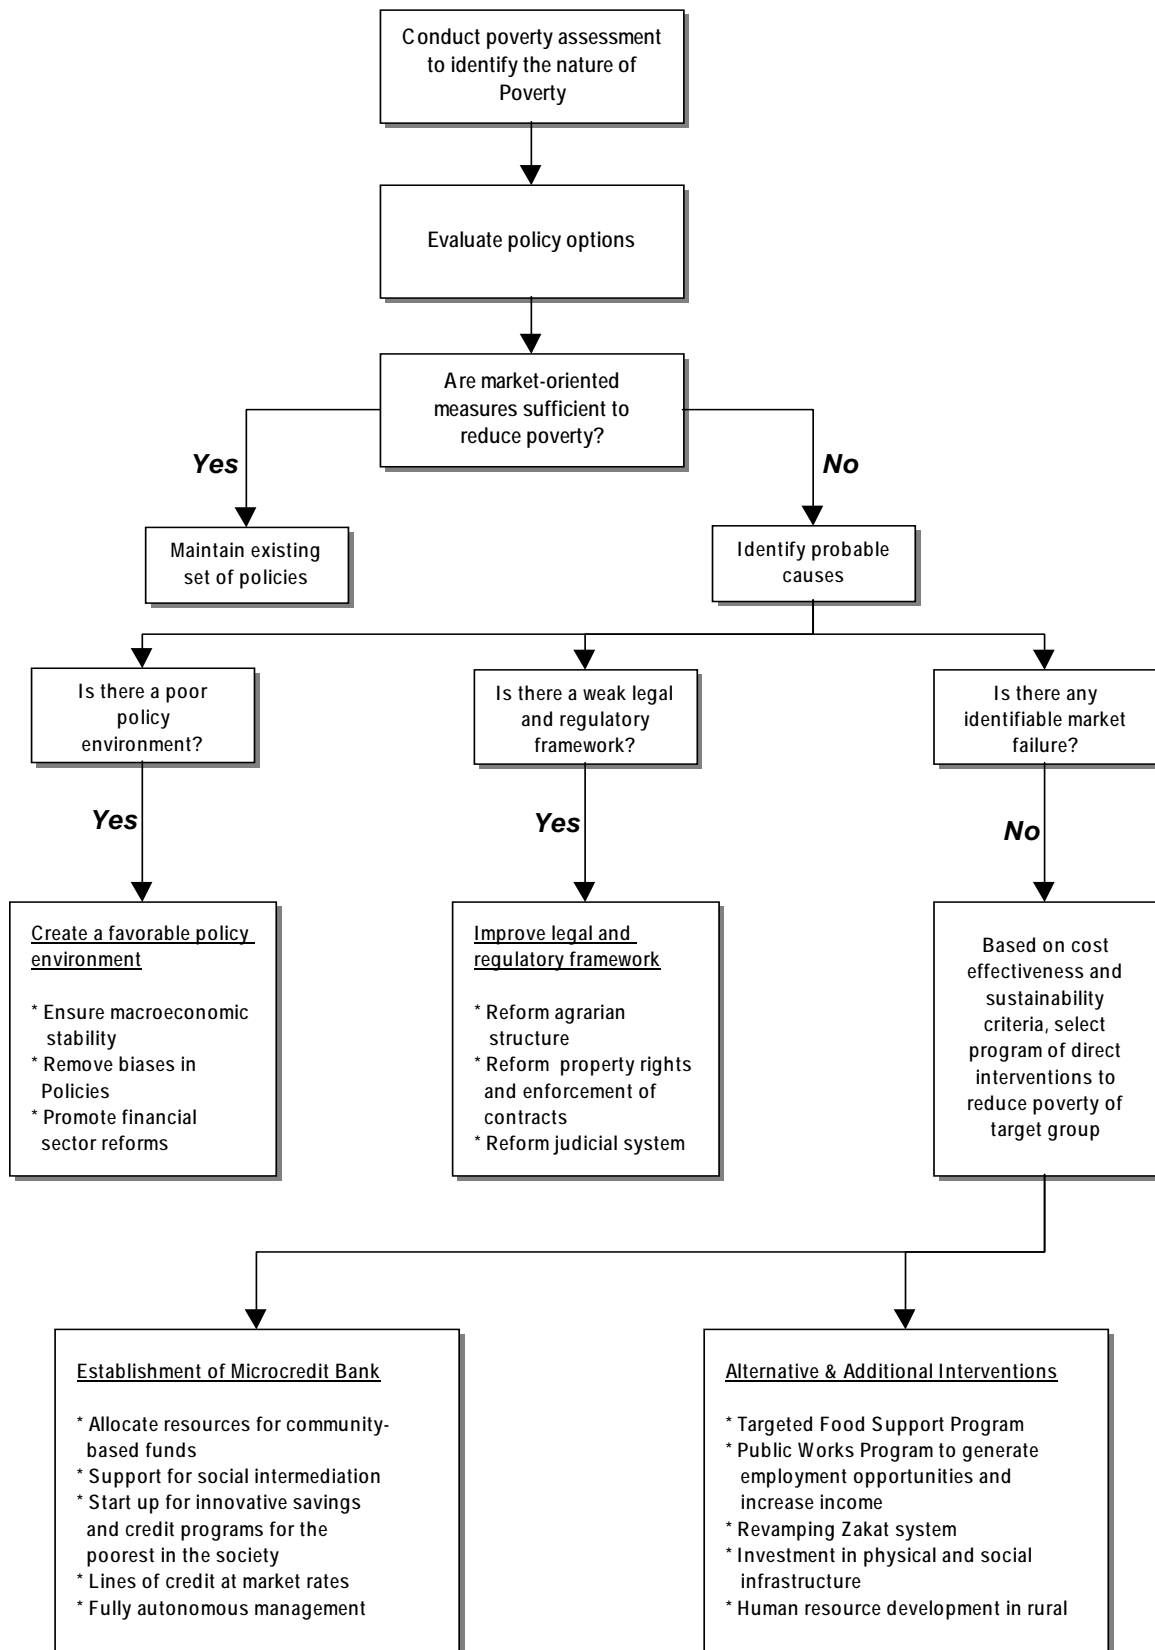 Conduct poverty assessment
to identify the nature of
Poverty
Evaluate policy options
Are market-oriented
measures sufficient to
reduce poverty?
Yes
No
Maintain existing
set of policies
Identify probable
causes
Is there a poor
policy
environment?
Is there a weak legal
and regulatory
framework?
Is there any
identifiable market
failure?
Yes
Yes
No
Create a favorable policy
environment
* Ensure macroeconomic
stability
* Remove biases in
Policies
* Promote financial
sector reforms
Improve legal and
regulatory framework
* Reform agrarian
structure
* Reform property rights
and enforcement of
contracts
* Reform judicial system
Based on cost
effectiveness and
sustainability
criteria, select
program of direct
interventions to
reduce poverty of
target group
Establishment of Microcredit Bank
* Allocate resources for community-
based funds
* Support for social intermediation
* Start up for innovative savings
and credit programs for the
poorest in the society
* Lines of credit at market rates
* Fully autonomous management
Alternative & Additional Interventions
* Targeted Food Support Program
* Public Works Program to generate
employment opportunities and
increase income
* Revamping Zakat system
* Investment in physical and social
infrastructure
* Human resource development in rural